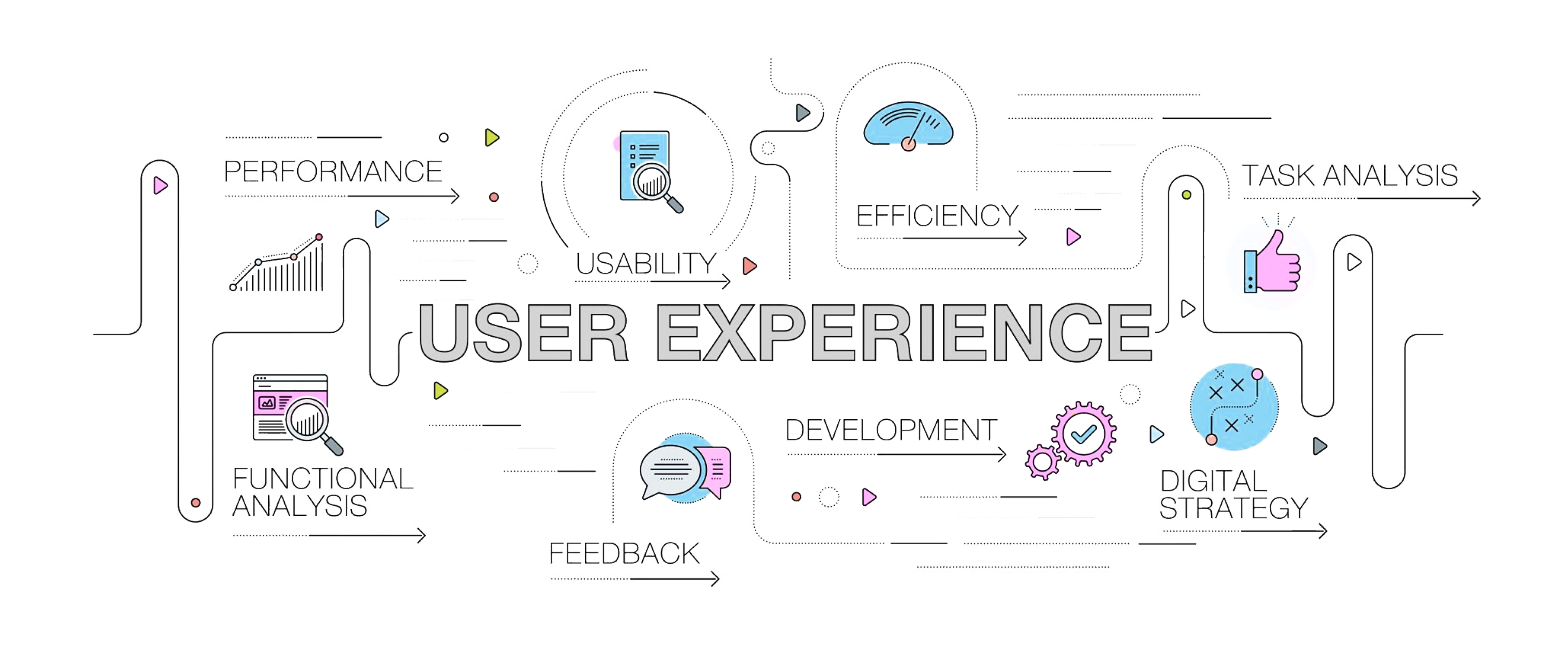 PERFORMANCE
USABILITY
EFFICIENCY
TASK ANALYSIS
USER EXPERIENCE
FUNCTIONAL
ANALYSIS
FEEDBACK
DEVELOPMENT
DIGITAL
STRATEGY